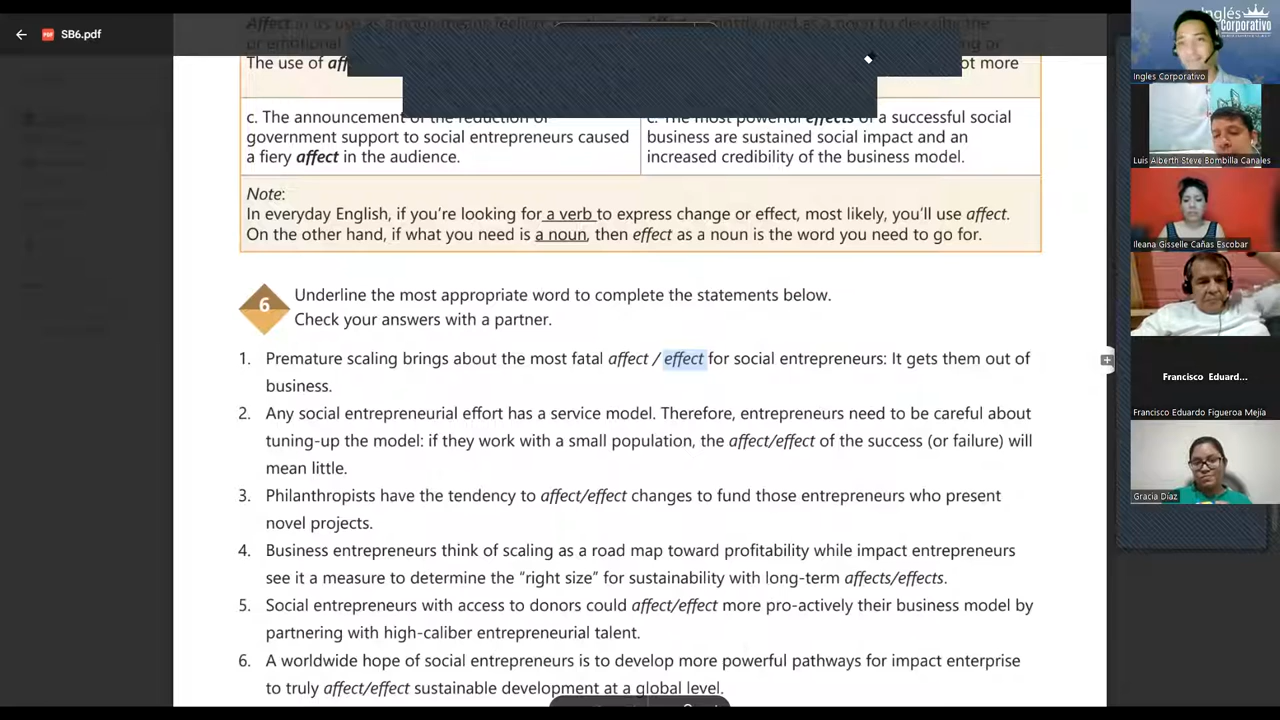 SB6.pdf
The use of
ot more
c. The announcement of the reduction of
government support to social entrepreneurs caused
a fiery affect in the audience.
c. The most powerful effects of a successful social
business are sustained social impact and an
increased credibility of the business model.
Note:
In everyday English, if you're looking for a verb to express change or effect, most likely, you'll use affect.
On the other hand, if what you need is a noun, then effect as a noun is the word you need to go for.
6
Underline the most appropriate word to complete the statements below.
Check your answers with a partner.
1. Premature scaling brings about the most fatal affect / effect for social entrepreneurs: It gets them out of
business.
2. Any social entrepreneurial effort has a service model. Therefore, entrepreneurs need to be careful about
tuning-up the model: if they work with a small population, the affect/effect of the success (or failure) will
mean little.
3. Philanthropists have the tendency to affect/effect changes to fund those entrepreneurs who present
novel projects.
4. Business entrepreneurs think of scaling as a road map toward profitability while impact entrepreneurs
see it a measure to determine the "right size" for sustainability with long-term affects/effects.
5. Social entrepreneurs with access to donors could affect/effect more pro-actively their business model by
partnering with high-caliber entrepreneurial talent.
6. A worldwide hope of social entrepreneurs is to develop more powerful pathways for impact enterprise
to truly affect/effect sustainable development at a global level.
Inglés
Corporativo
Ingles Corporativo
Luis Alberth Steve Bombilla Canales
Ileana Gisselle Cañas Escobar
Francisco Eduard...
Francisco Eduardo Figueroa Mejía
Gracia Díaz